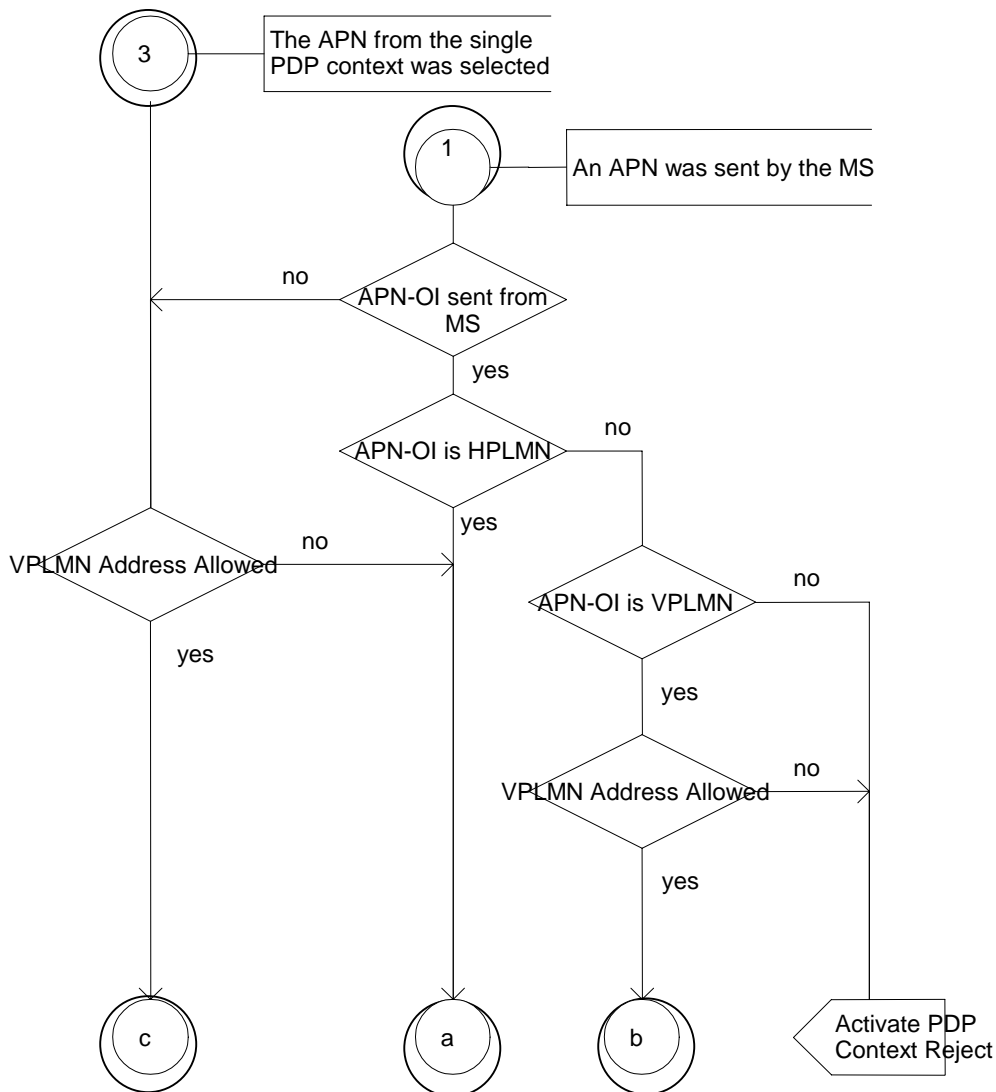 3
The APN from the single
PDP context was selected
1
An APN was sent by the MS
no
APN-OI sent from
MS
yes
APN-OI is HPLMN
no
yes
VPLMN Address Allowed
no
APN-OI is VPLMN
no
yes
yes
VPLMN Address Allowed
no
yes
c
a
b
Activate PDP
Context Reject